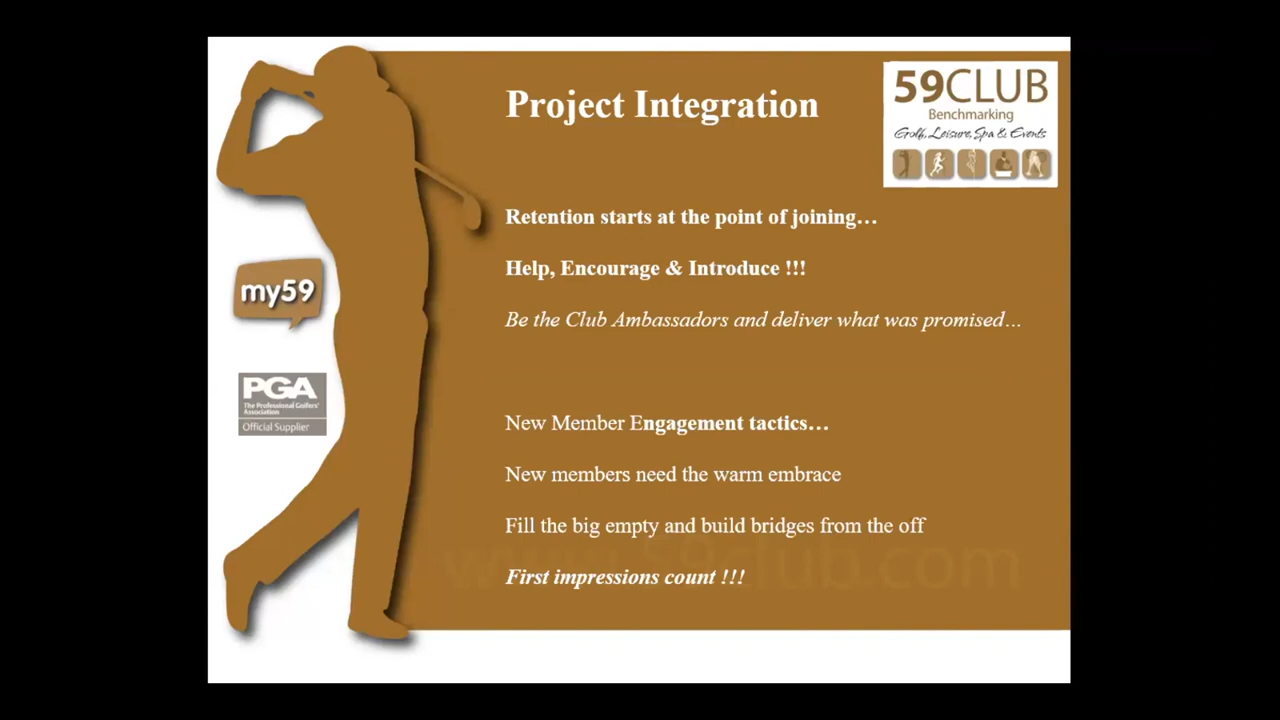 Project Integration
59CLUB
Benchmarking
Golf, Leisure, Spa & Events
Retention starts at the point of joining…
Help, Encourage & Introduce !!!
Be the Club Ambassadors and deliver what was promised…
my59
PGA
The Professional Golfers'
Association
Official Supplier
New Member Engagement tactics…
New members need the warm embrace
Fill the big empty and build bridges from the off
www.59club.com
First impressions count !!!